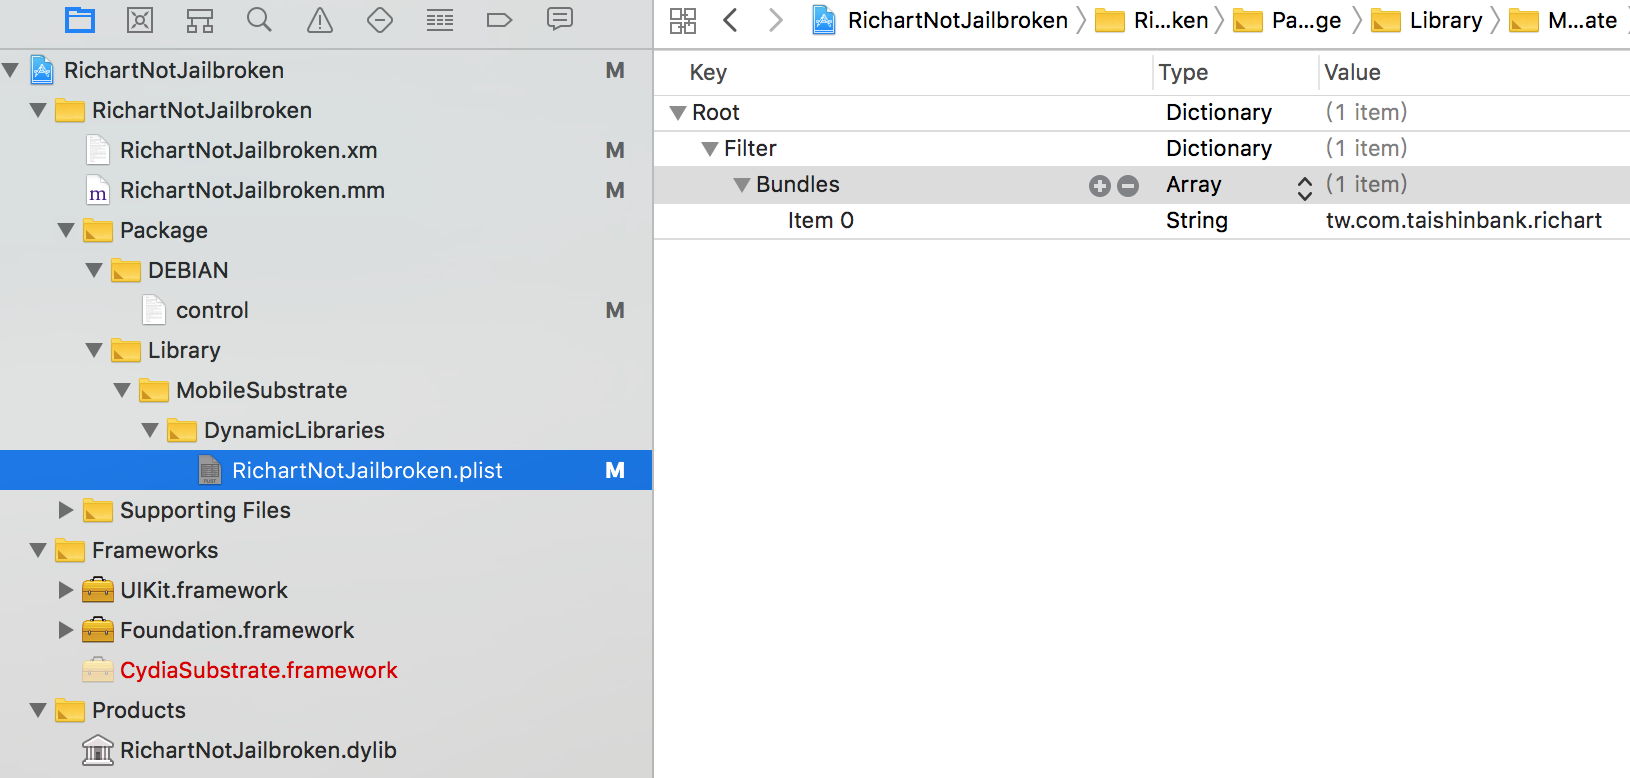 RichartNotJailbroken M
RichartNotJailbroken
RichartNotJailbroken.xm M
m RichartNotJailbroken.mm M
Package
DEBIAN
control M
Library
MobileSubstrate
DynamicLibraries
RichartNotJailbroken.plist M
Supporting Files
Frameworks
UIKit.framework
Foundation.framework
CydiaSubstrate.framework
Products
RichartNotJailbroken.dylib
RichartNotJailbroken Ri...ken Pa...ge Library M...ate
Key Type Value
Root Dictionary (1 item)
Filter Dictionary (1 item)
Bundles Array (1 item)
Item 0 String tw.com.taishinbank.richart